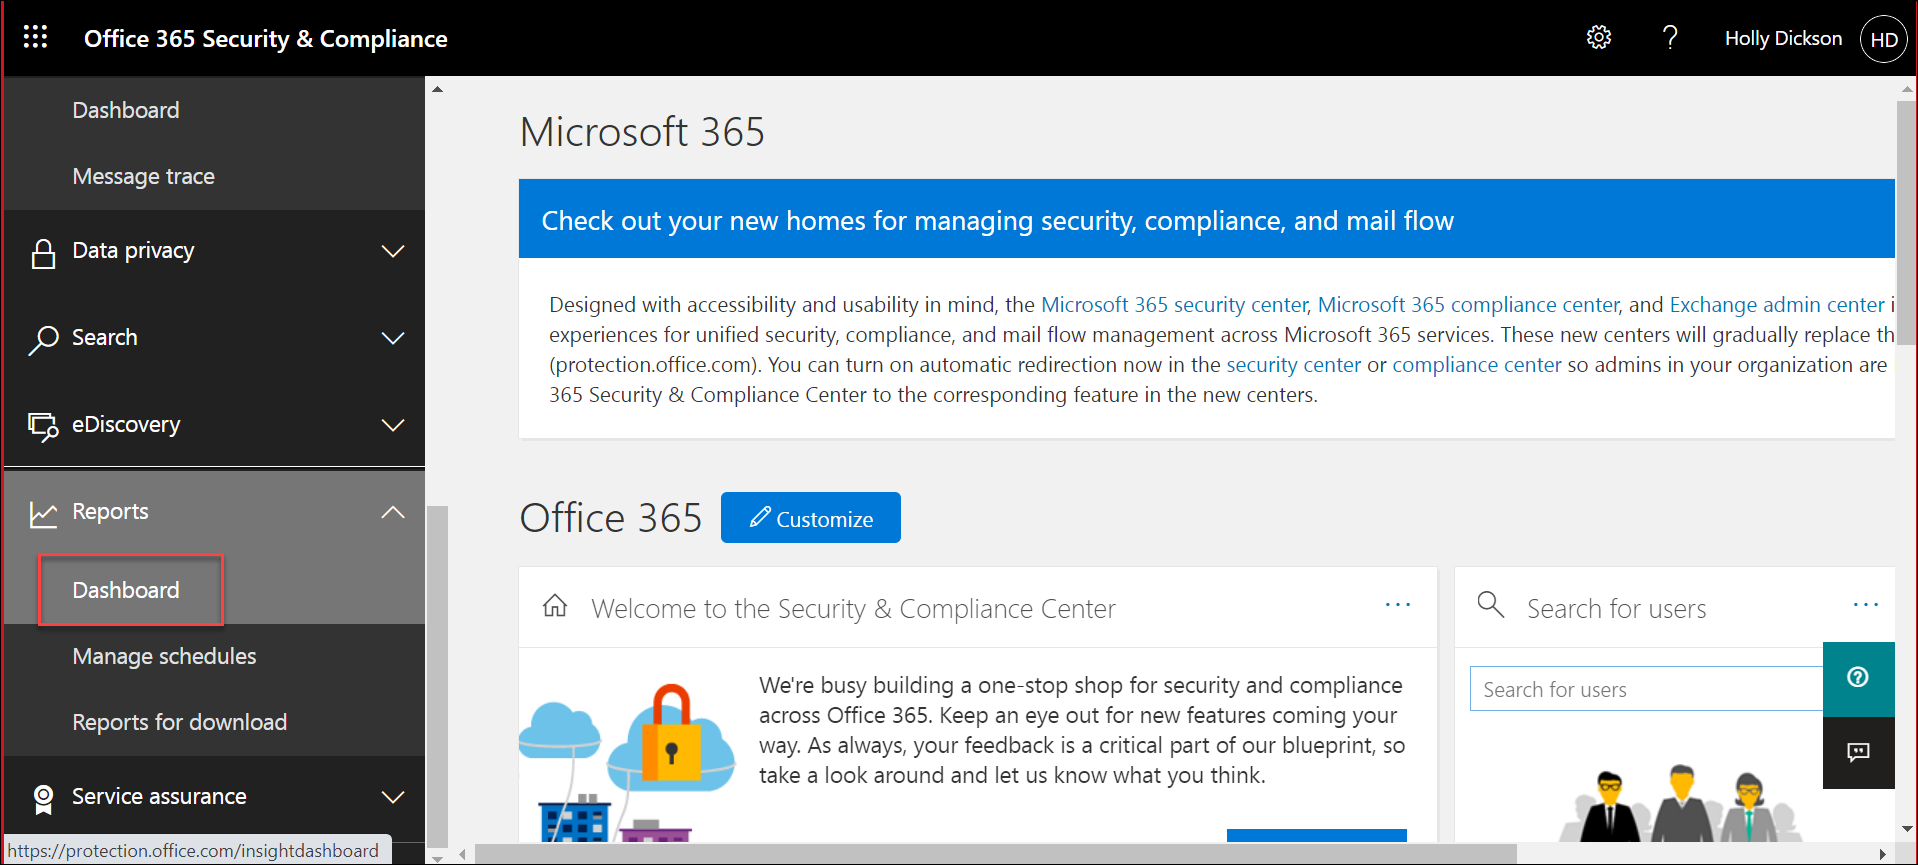 Office 365 Security & Compliance
Holly Dickson
HD
Dashboard
Message trace
Data privacy
Search
eDiscovery
Reports
Dashboard
Manage schedules
Reports for download
Service assurance
https://protection.office.com/insightdashboard
Microsoft 365
Check out your new homes for managing security, compliance, and mail flow
Designed with accessibility and usability in mind, the Microsoft 365 security center, Microsoft 365 compliance center, and Exchange admin center i
experiences for unified security, compliance, and mail flow management across Microsoft 365 services. These new centers will gradually replace th
(protection.office.com). You can turn on automatic redirection now in the security center or compliance center so admins in your organization are
365 Security & Compliance Center to the corresponding feature in the new centers.
Office 365
Customize
Welcome to the Security & Compliance Center
We're busy building a one-stop shop for security and compliance
across Office 365. Keep an eye out for new features coming your
way. As always, your feedback is a critical part of our blueprint, so
take a look around and let us know what you think.
Search for users
Search for users